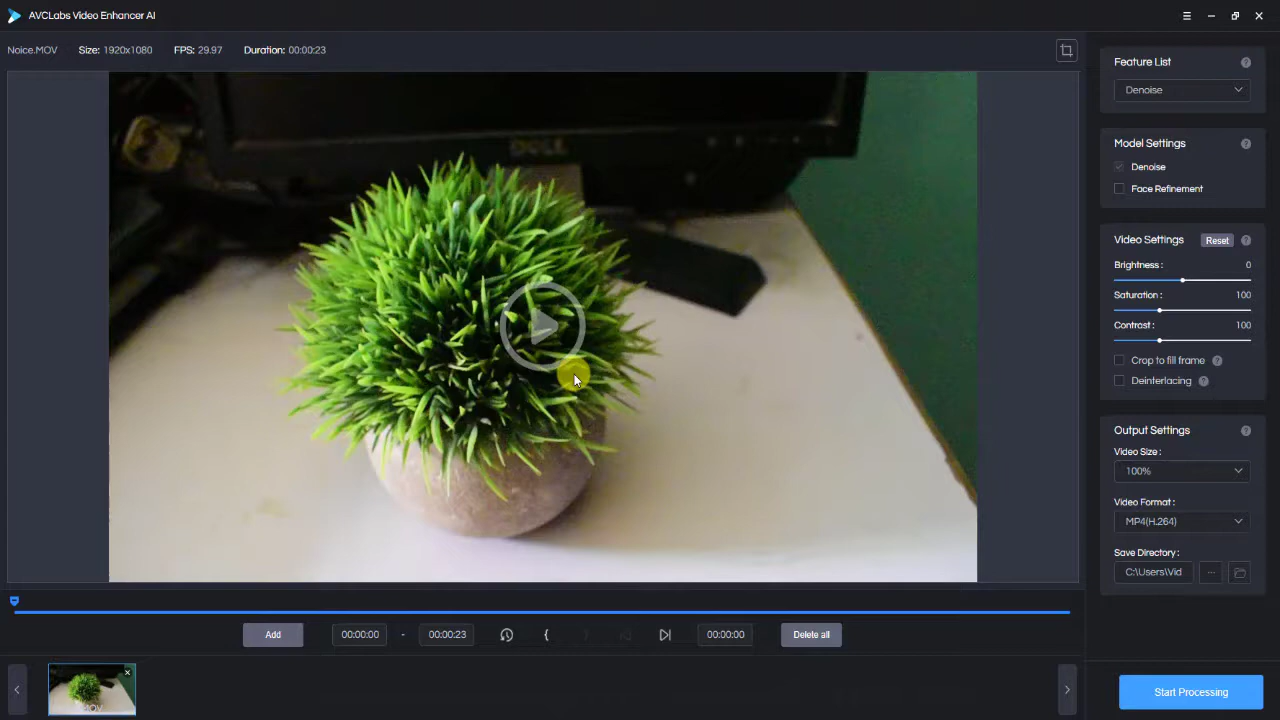 AVCLabs Video Enhancer AI
Noice.MOV Size: 1920x1080 FPS: 29.97 Duration: 00:00:23
DELL
Feature List
Denoise
Model Settings
Denoise
Face Refinement
Video Settings Reset
Brightness : 0
Saturation : 100
Contrast : 100
Crop to fill frame
Deinterlacing
Output Settings
Video Size :
100%
Video Format :
MP4(H.264)
Save Directory :
C:\Users\Vid ...
Add 00:00:00 - 00:00:23 { 00:00:00 Delete all
Start Processing